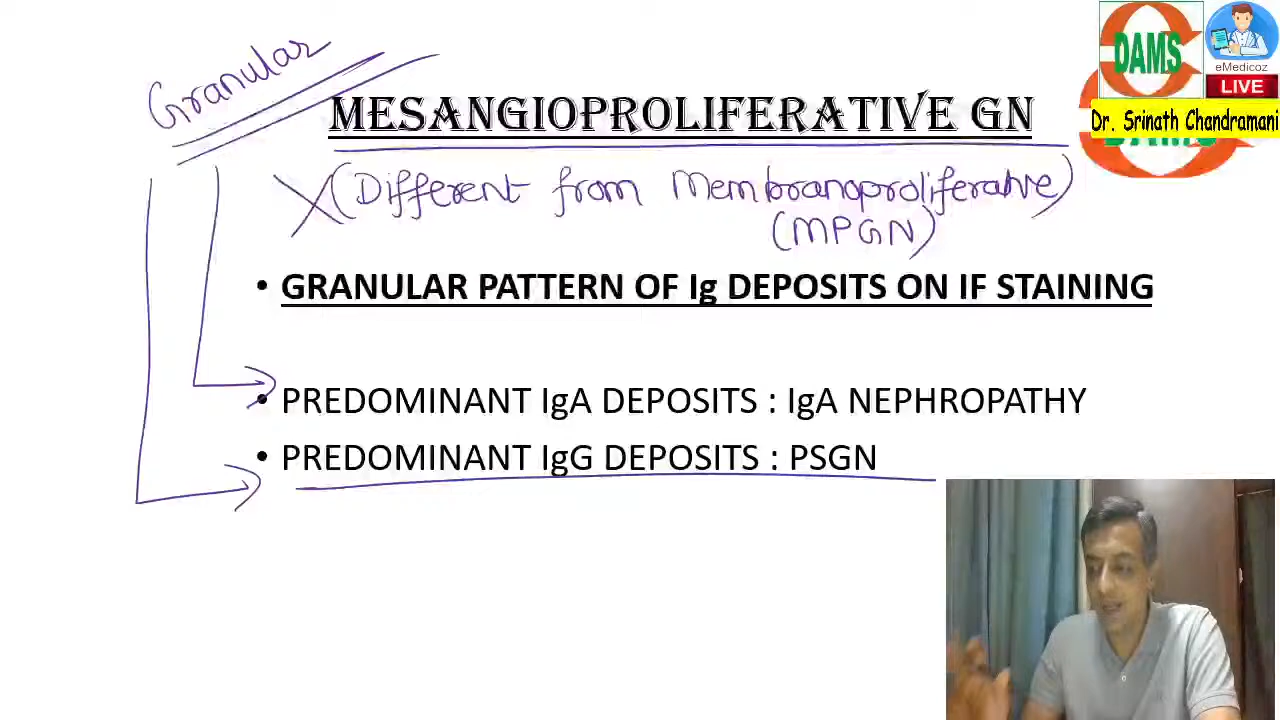 Granular
DAMS
eMedicoz
LIVE
MESANGIOPROLIFERATIVE GN
Dr. Srinath Chandramani
X (Different from Membranoproliferative)
(MPGN)
• GRANULAR PATTERN OF Ig DEPOSITS ON IF STAINING
• PREDOMINANT IgA DEPOSITS : IgA NEPHROPATHY
• PREDOMINANT IgG DEPOSITS : PSGN